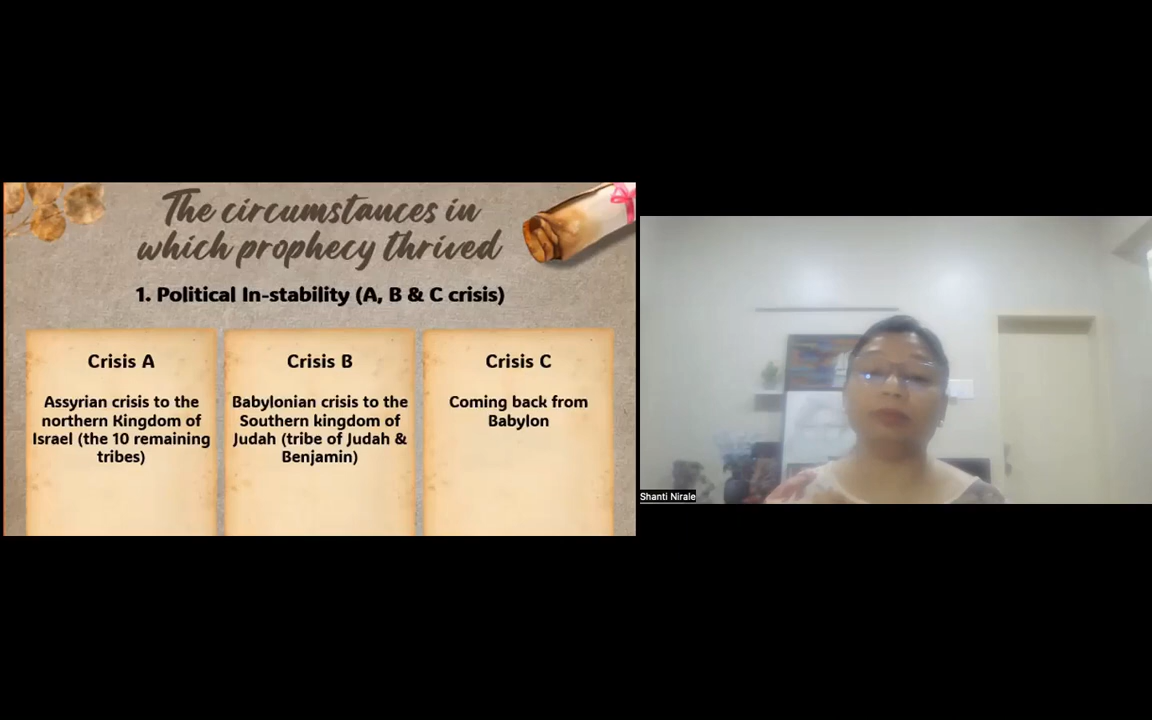 The circumstances in
which prophecy thrived
1. Political In-stability (A, B & C crisis)
Crisis A
Assyrian crisis to the
northern Kingdom of
Israel (the 10 remaining
tribes)
Crisis B
Babylonian crisis to the
Southern kingdom of
Judah (tribe of Judah &
Benjamin)
Crisis C
Coming back from
Babylon
Shanti Nirale